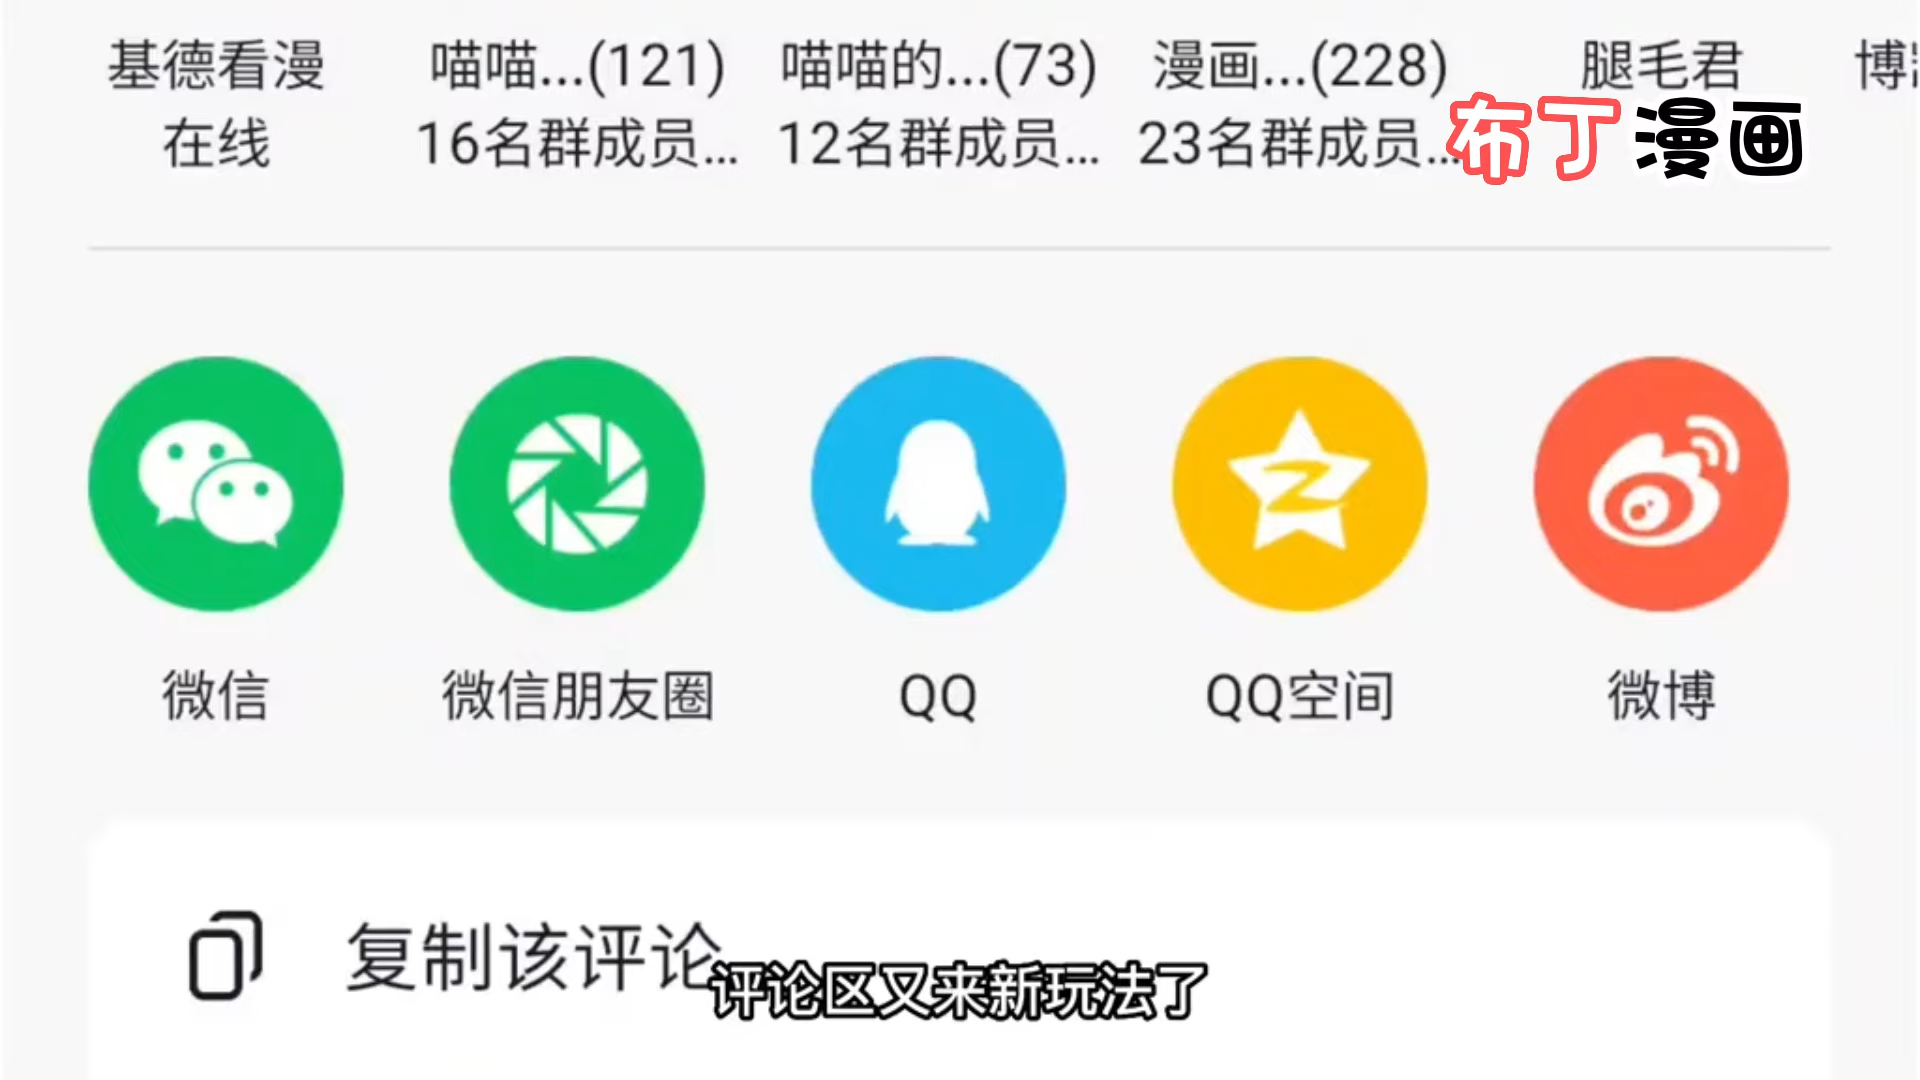 基德看漫 喵喵...(121) 喵喵的...(73) 漫画...(228) 腿毛君
在线 16名群成员... 12名群成员... 23名群成员...
布丁漫画
微信 微信朋友圈 QQ QQ空间 微博
复制该评论
评论区又来新玩法了